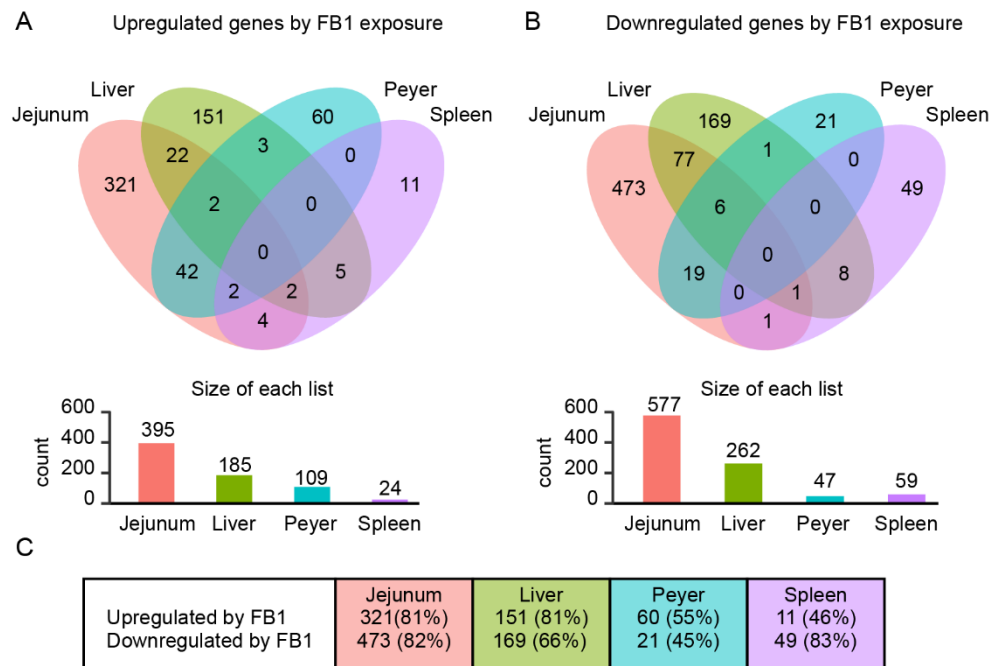 A Upregulated genes by FB1 exposure
Liver Peyer
Jejunum Spleen
151 60
22 3 0
321 11
2 0
0
42 5
2 2
4
Size of each list
600
400
200
0
count
395
185
109
24
Jejunum Liver Peyer Spleen
B Downregulated genes by FB1 exposure
Liver Peyer
Jejunum Spleen
169 21
77 1 0
473 49
6 0
0
19 8
0 1
1
Size of each list
600
400
200
0
count
577
262
47
59
Jejunum Liver Peyer Spleen
C
Jejunum Liver Peyer Spleen
Upregulated by FB1 321(81%) 151 (81%) 60 (55%) 11 (46%)
Downregulated by FB1 473 (82%) 169 (66%) 21 (45%) 49 (83%)